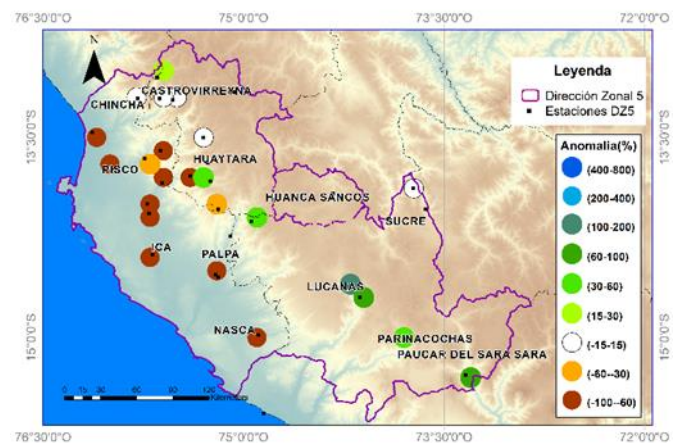 76°30'0"O 75°0'0"O 73°30'0"O 72°0'0"O
N
Leyenda
Dirección Zonal 5
Estaciones DZ5
CASTROVIRREYNA
CHINCHA
13°30'0"S
13°30'0"S
Anomalia(%)
(400-800)
(200-400)
(100-200)
(60-100)
(30-60)
(15-30)
(-15-15)
(-60--30)
(-100--60)
HUAYTARA
PISCO
HUANCA SANCOS
SUCRE
ICA
PALPA
LUCANAS
NASCA
PARINACOCHAS
PAUCAR DEL SARA SARA
15°0'0"S
15°0'0"S
0 15 30 60 90 120
Kilometers
76°30'0"O 75°0'0"O 73°30'0"O 72°0'0"O